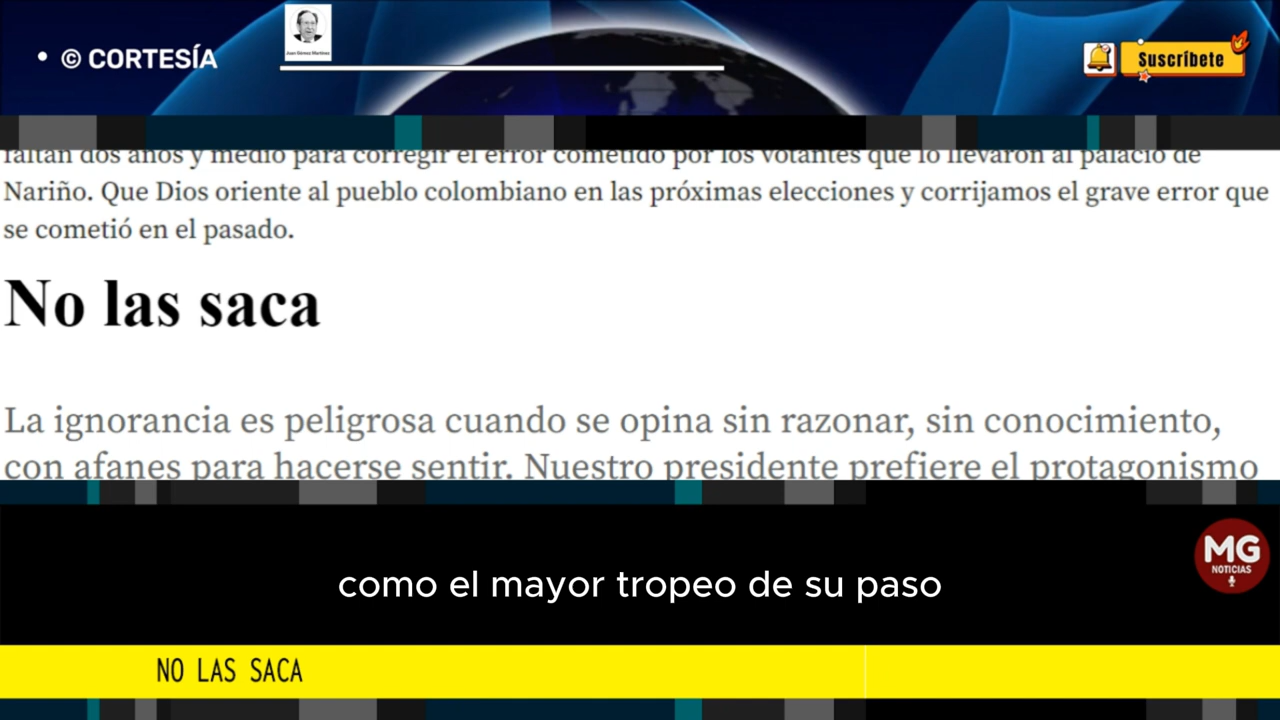 • © CORTESÍA
Juan Gómez Martínez
Suscríbete
faltan dos años y medio para corregir el error cometido por los votantes que lo llevaron al palacio de
Nariño. Que Dios oriente al pueblo colombiano en las próximas elecciones y corrijamos el grave error que
se cometió en el pasado.
No las saca
La ignorancia es peligrosa cuando se opina sin razonar, sin conocimiento,
con afanes para hacerse sentir. Nuestro presidente prefiere el protagonismo
MG
NOTICIAS
como el mayor tropeo de su paso
NO LAS SACA